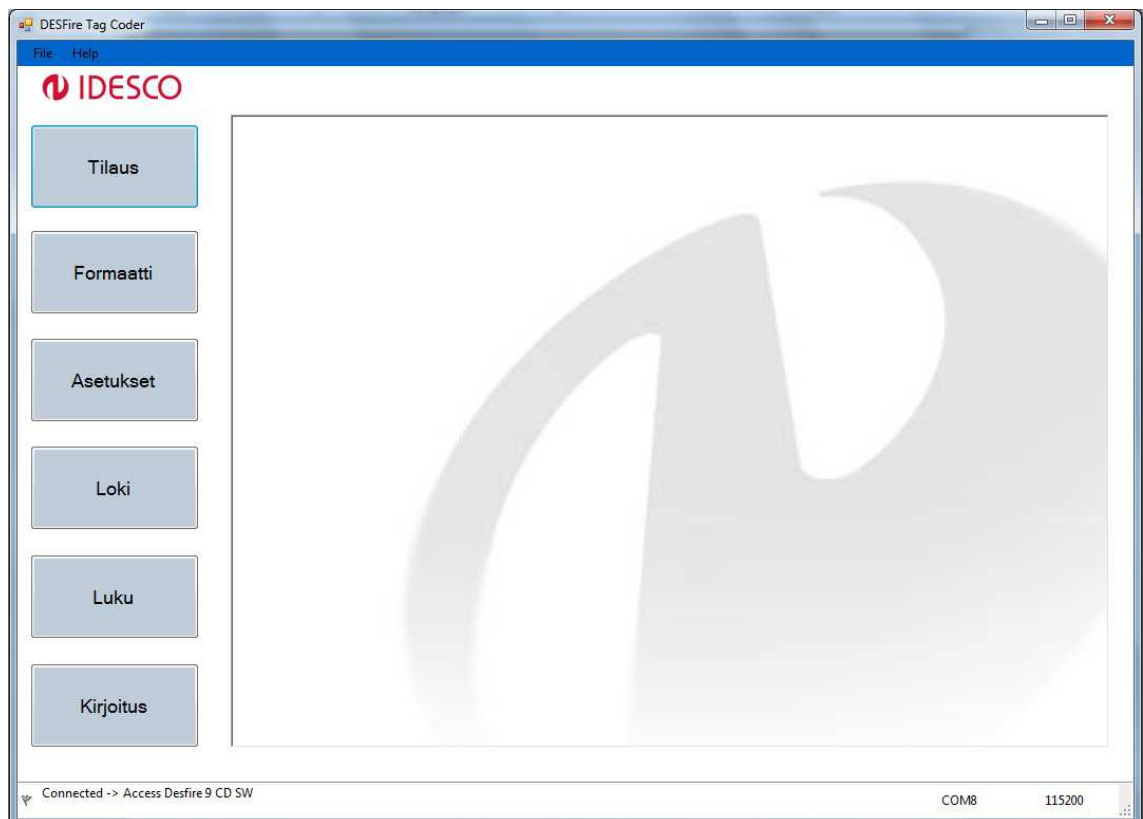 DESFire Tag Coder
File Help
IDESCO
Tilaus
Formaatti
Asetukset
Loki
Luku
Kirjoitus
Connected -> Access Desfire 9 CD SW COM8 115200